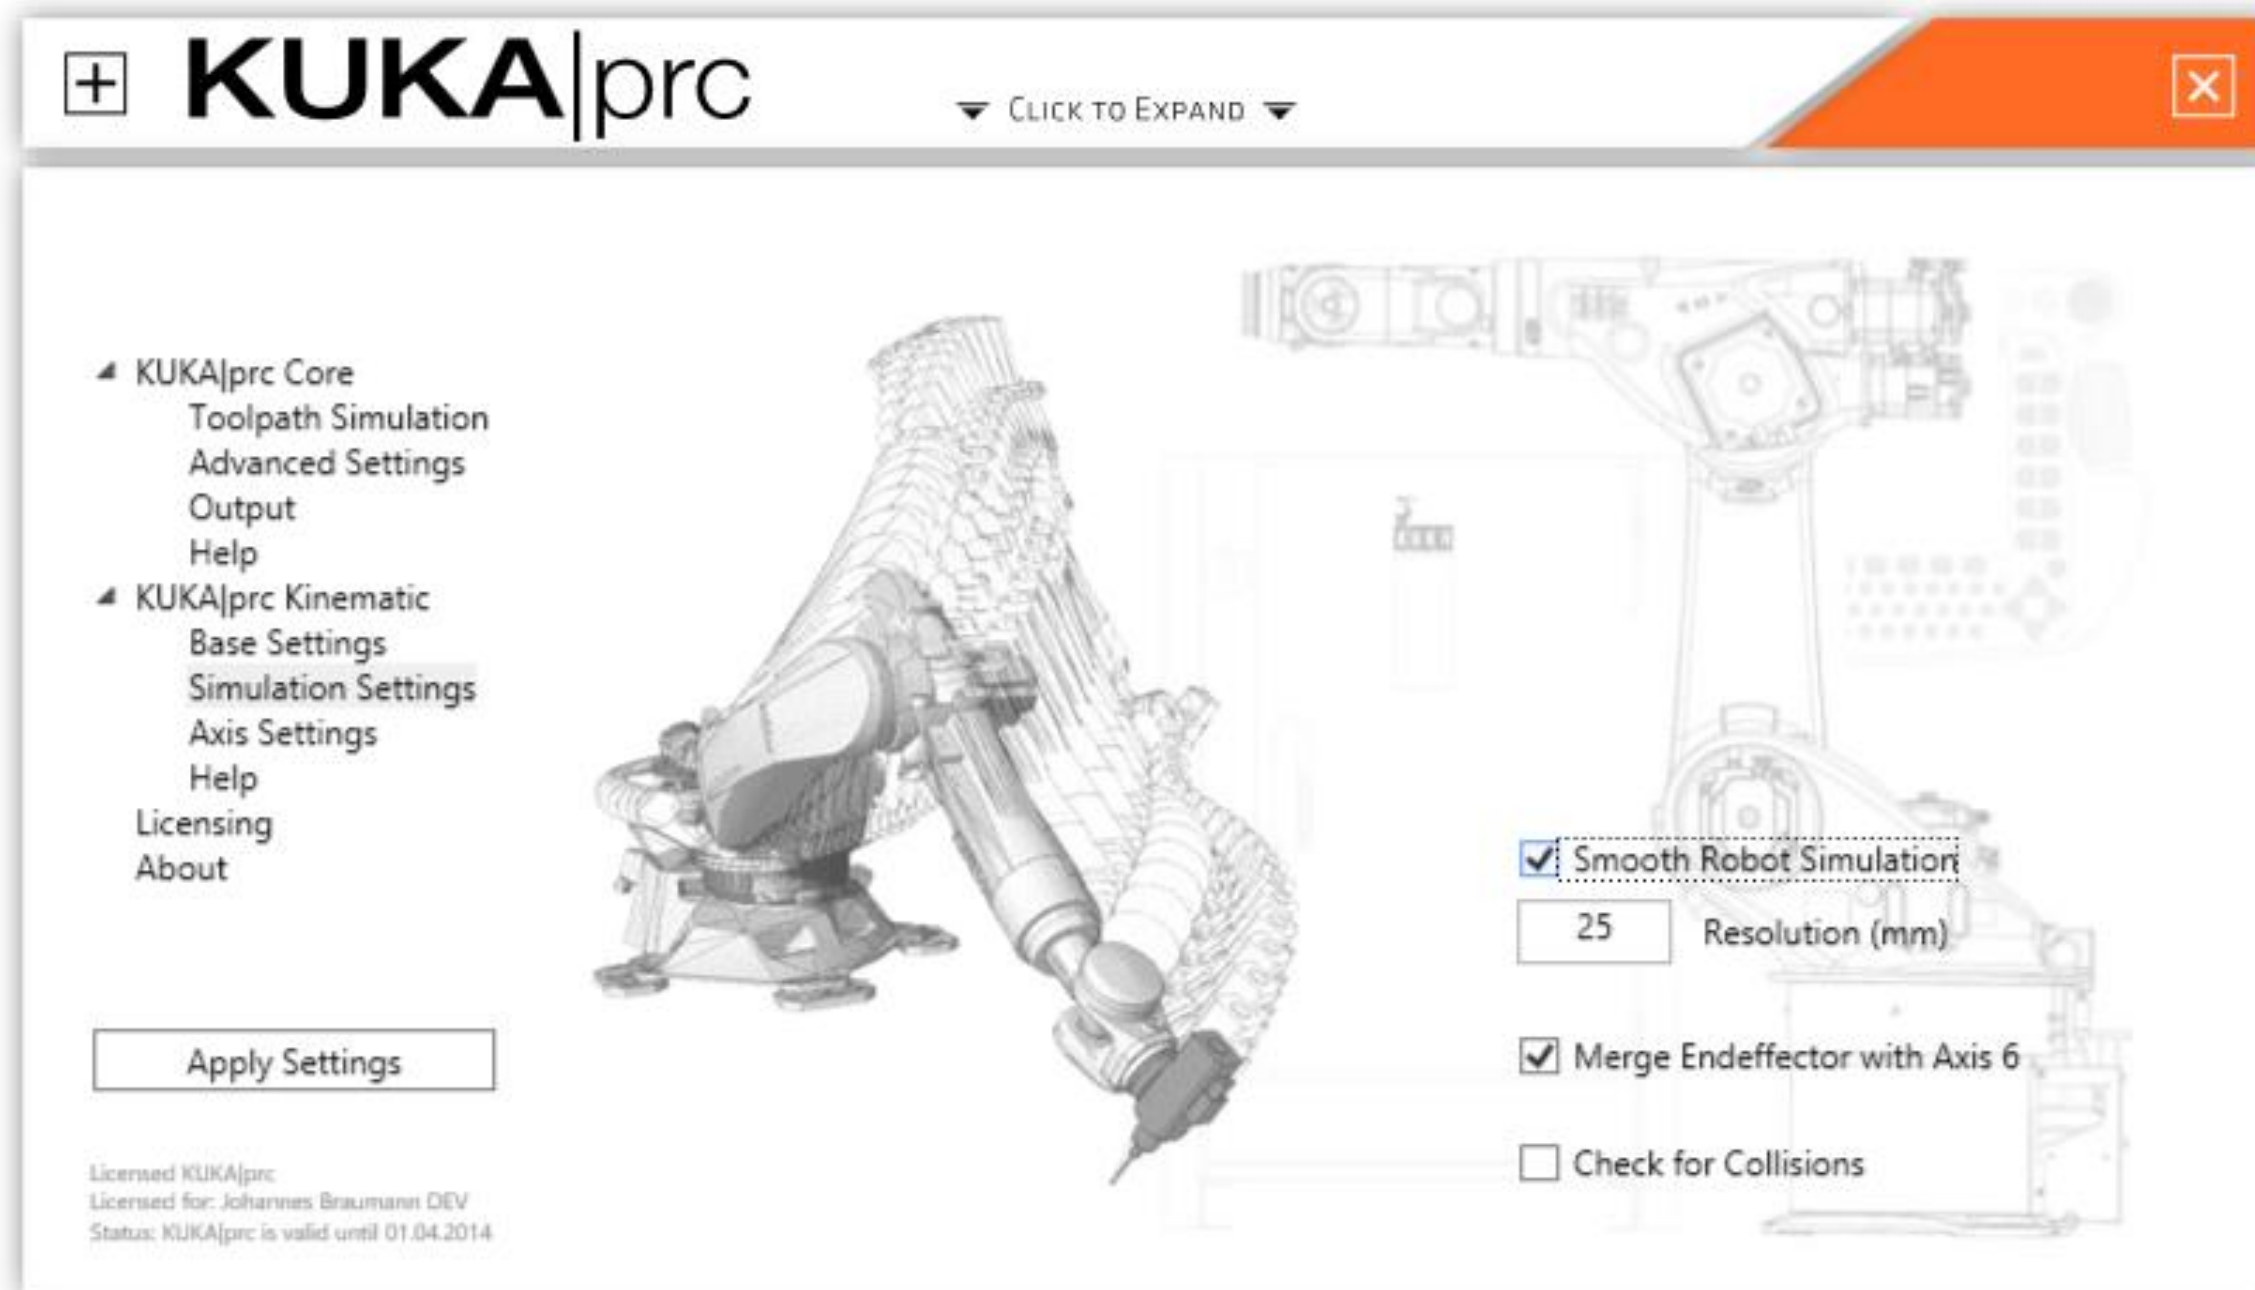 KUKA|prc
CLICK TO EXPAND
KUKA|prc Core
Toolpath Simulation
Advanced Settings
Output
Help
KUKA|prc Kinematic
Base Settings
Simulation Settings
Axis Settings
Help
Licensing
About
Apply Settings
Licensed KUKA|prc
Licensed for: Johannes Braumann DEV
Status: KUKA|prc is valid until 01.04.2014
Smooth Robot Simulation
25 Resolution (mm)
Merge Endeffector with Axis 6
Check for Collisions